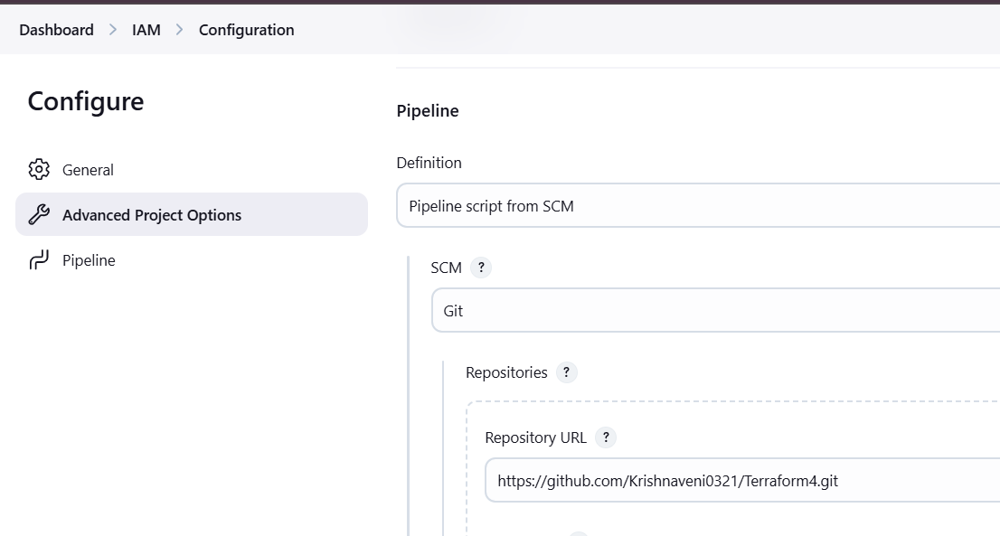 Dashboard > IAM > Configuration
Configure
General
Advanced Project Options
Pipeline
Pipeline
Definition
Pipeline script from SCM
SCM ?
Git
Repositories ?
Repository URL ?
https://github.com/Krishnaveni0321/Terraform4.git